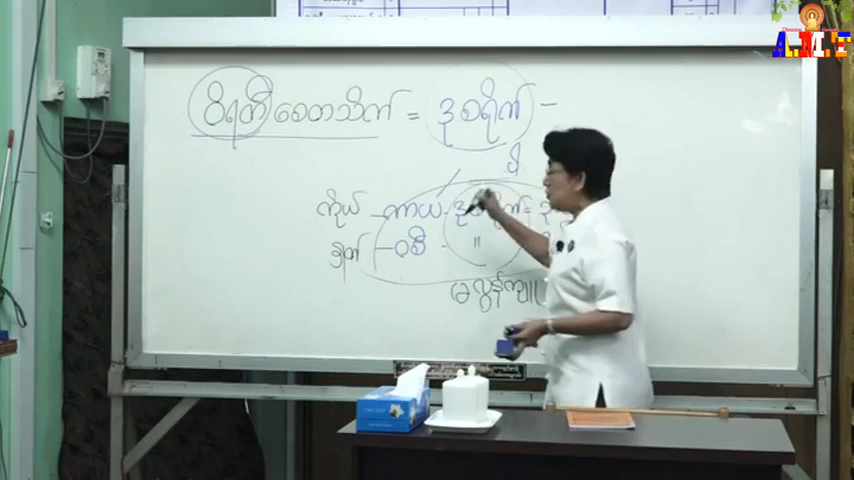 A.M.T
ဝိရတီ စေတသိက် = ဒုစရိုက် -
ကိုယ် - ကာယ - ဒုစရိုက် =
နှုတ် - ဝစီ - "
မလွန်ကျူး